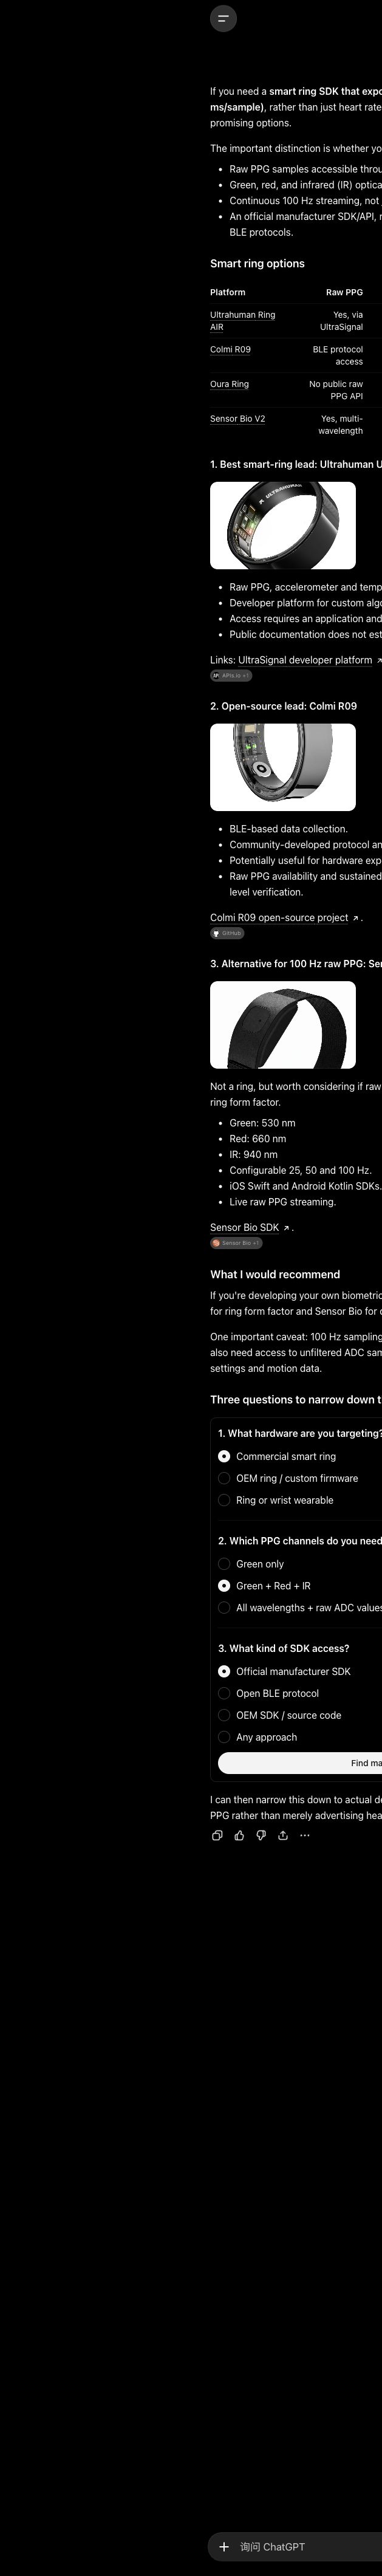 If you need a smart ring SDK that expo
ms/sample), rather than just heart rate
promising options.
The important distinction is whether yo
• Raw PPG samples accessible throu
• Green, red, and infrared (IR) optica
• Continuous 100 Hz streaming, not
• An official manufacturer SDK/API, r
BLE protocols.
Smart ring options
Platform Raw PPG
Ultrahuman Ring Yes, via
AIR UltraSignal
Colmi R09 BLE protocol
access
Oura Ring No public raw
PPG API
Sensor Bio V2 Yes, multi-
wavelength
1. Best smart-ring lead: Ultrahuman U
ULTRAHUMAN
• Raw PPG, accelerometer and temp
• Developer platform for custom algo
• Access requires an application and
• Public documentation does not est
Links: UltraSignal developer platform ↗
API APIs.io +1
2. Open-source lead: Colmi R09
• BLE-based data collection.
• Community-developed protocol an
• Potentially useful for hardware exp
• Raw PPG availability and sustained
level verification.
Colmi R09 open-source project ↗.
GitHub
3. Alternative for 100 Hz raw PPG: Sen
Not a ring, but worth considering if raw
ring form factor.
• Green: 530 nm
• Red: 660 nm
• IR: 940 nm
• Configurable 25, 50 and 100 Hz.
• iOS Swift and Android Kotlin SDKs.
• Live raw PPG streaming.
Sensor Bio SDK ↗.
Sensor Bio +1
What I would recommend
If you're developing your own biometric
for ring form factor and Sensor Bio for
One important caveat: 100 Hz sampling
also need access to unfiltered ADC sam
settings and motion data.
Three questions to narrow down t
1. What hardware are you targeting?
Commercial smart ring
OEM ring / custom firmware
Ring or wrist wearable
2. Which PPG channels do you need
Green only
Green + Red + IR
All wavelengths + raw ADC values
3. What kind of SDK access?
Official manufacturer SDK
Open BLE protocol
OEM SDK / source code
Any approach
Find ma
I can then narrow this down to actual de
PPG rather than merely advertising hea
询问 ChatGPT